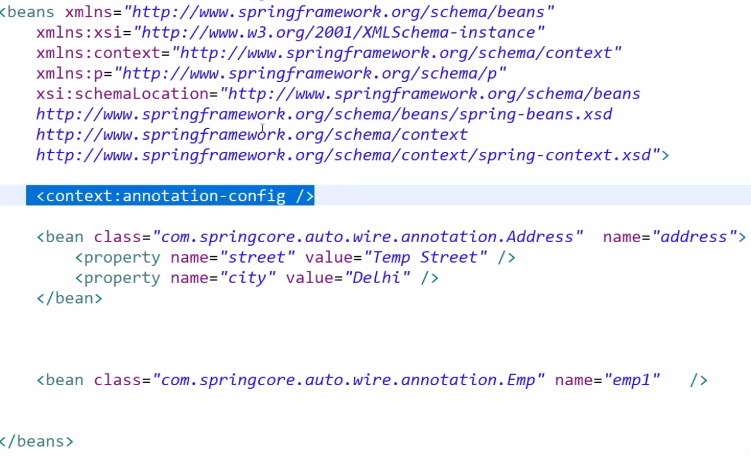 <beans xmlns="http://www.springframework.org/schema/beans"
xmlns:xsi="http://www.w3.org/2001/XMLSchema-instance"
xmlns:context="http://www.springframework.org/schema/context"
xmlns:p="http://www.springframework.org/schema/p"
xsi:schemaLocation="http://www.springframework.org/schema/beans
http://www.springframework.org/schema/beans/spring-beans.xsd
http://www.springframework.org/schema/context
http://www.springframework.org/schema/context/spring-context.xsd">
<context:annotation-config />
<bean class="com.springcore.auto.wire.annotation.Address" name="address">
<property name="street" value="Temp Street" />
<property name="city" value="Delhi" />
</bean>
<bean class="com.springcore.auto.wire.annotation.Emp" name="emp1" />
</beans>